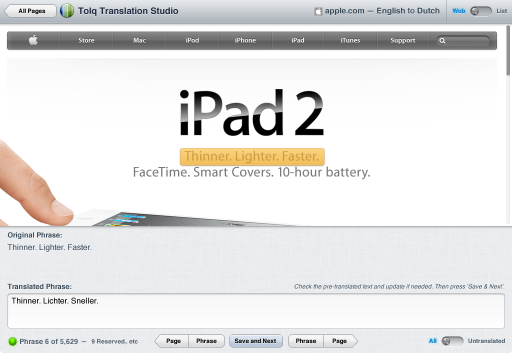 All Pages
Tolq Translation Studio
apple.com — English to Dutch
Web
List
Store Mac iPod iPhone iPad iTunes Support
iPad 2
Thinner. Lighter. Faster.
FaceTime. Smart Covers. 10-hour battery.
Original Phrase:
Thinner. Lighter. Faster.
Translated Phrase:
Check the pre-translated text and update if needed. Then press 'Save & Next'.
Thinner. Lichter. Sneller.
Phrase 6 of 5,629 — 9 Reserved.. etc
Page Phrase Save and Next Phrase Page
All
Untranslated